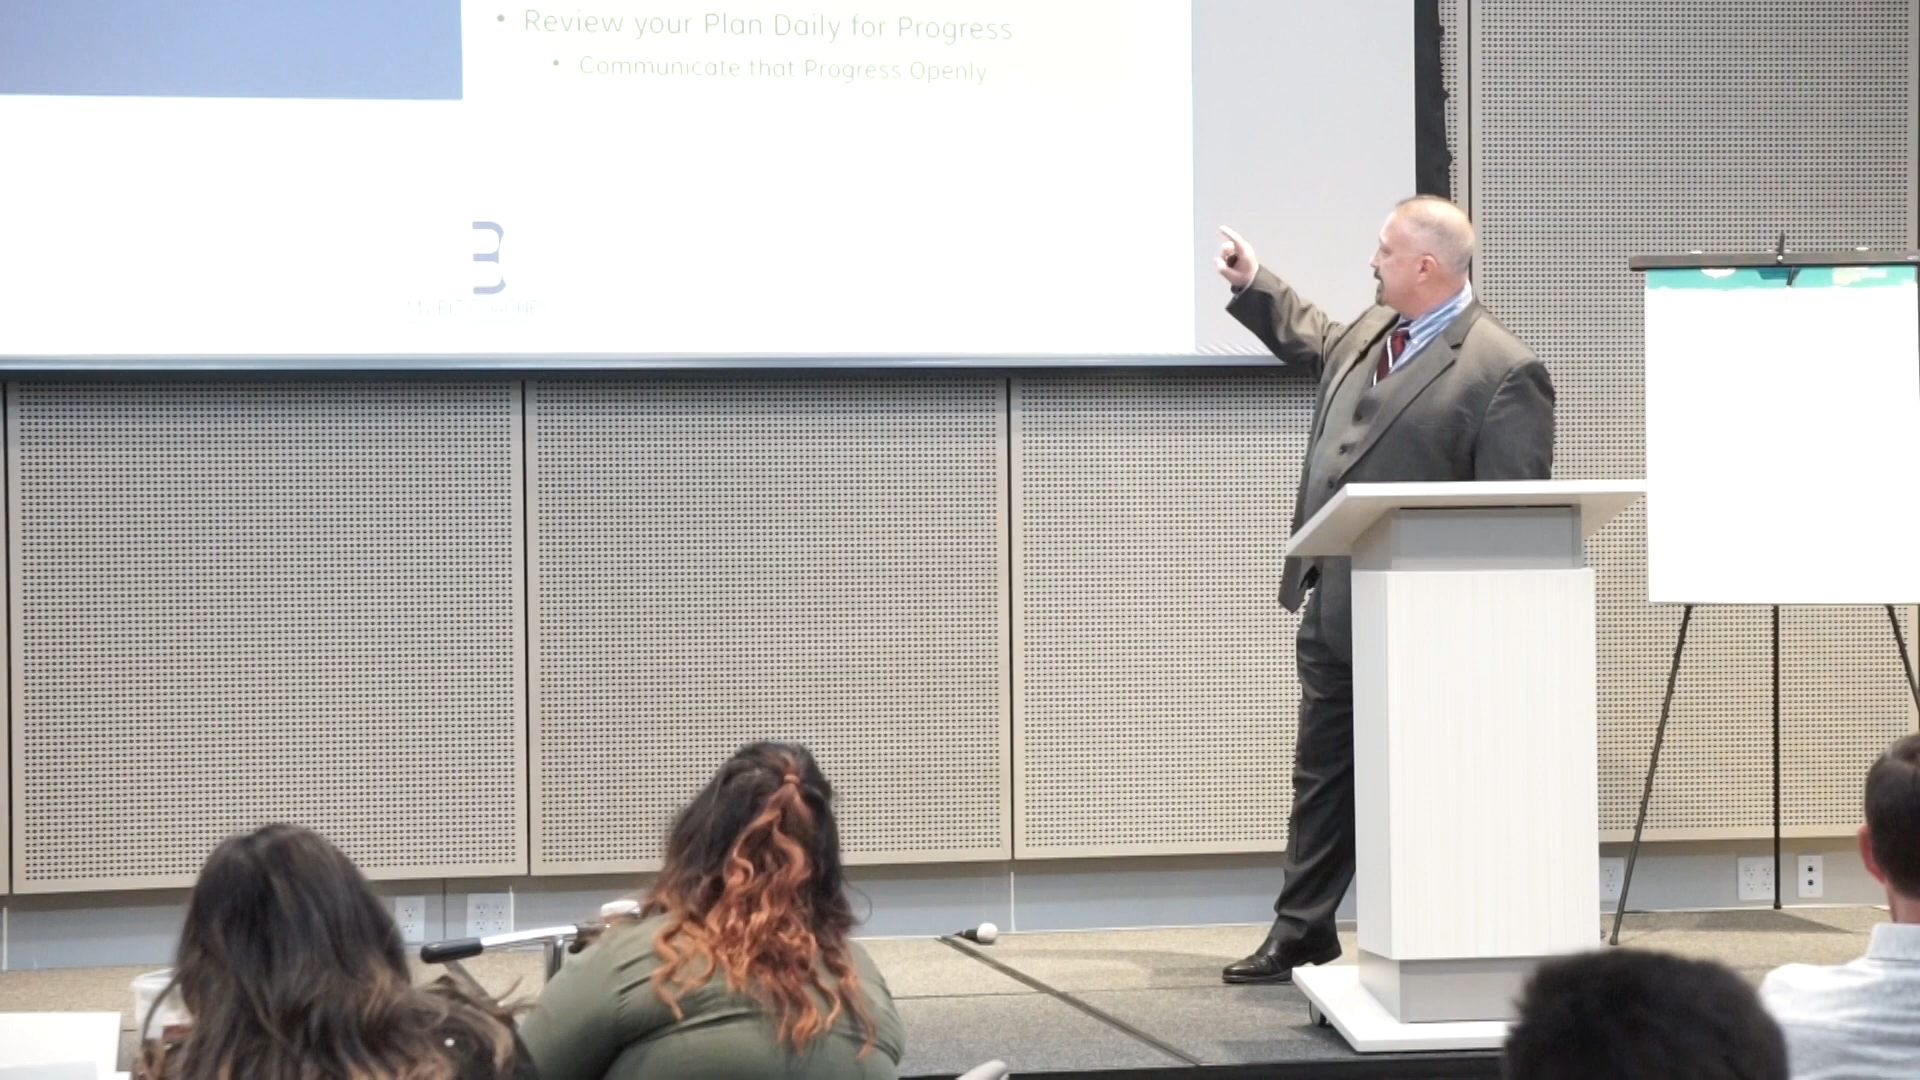 • Review your Plan Daily for Progress
• Communicate that Progress Openly